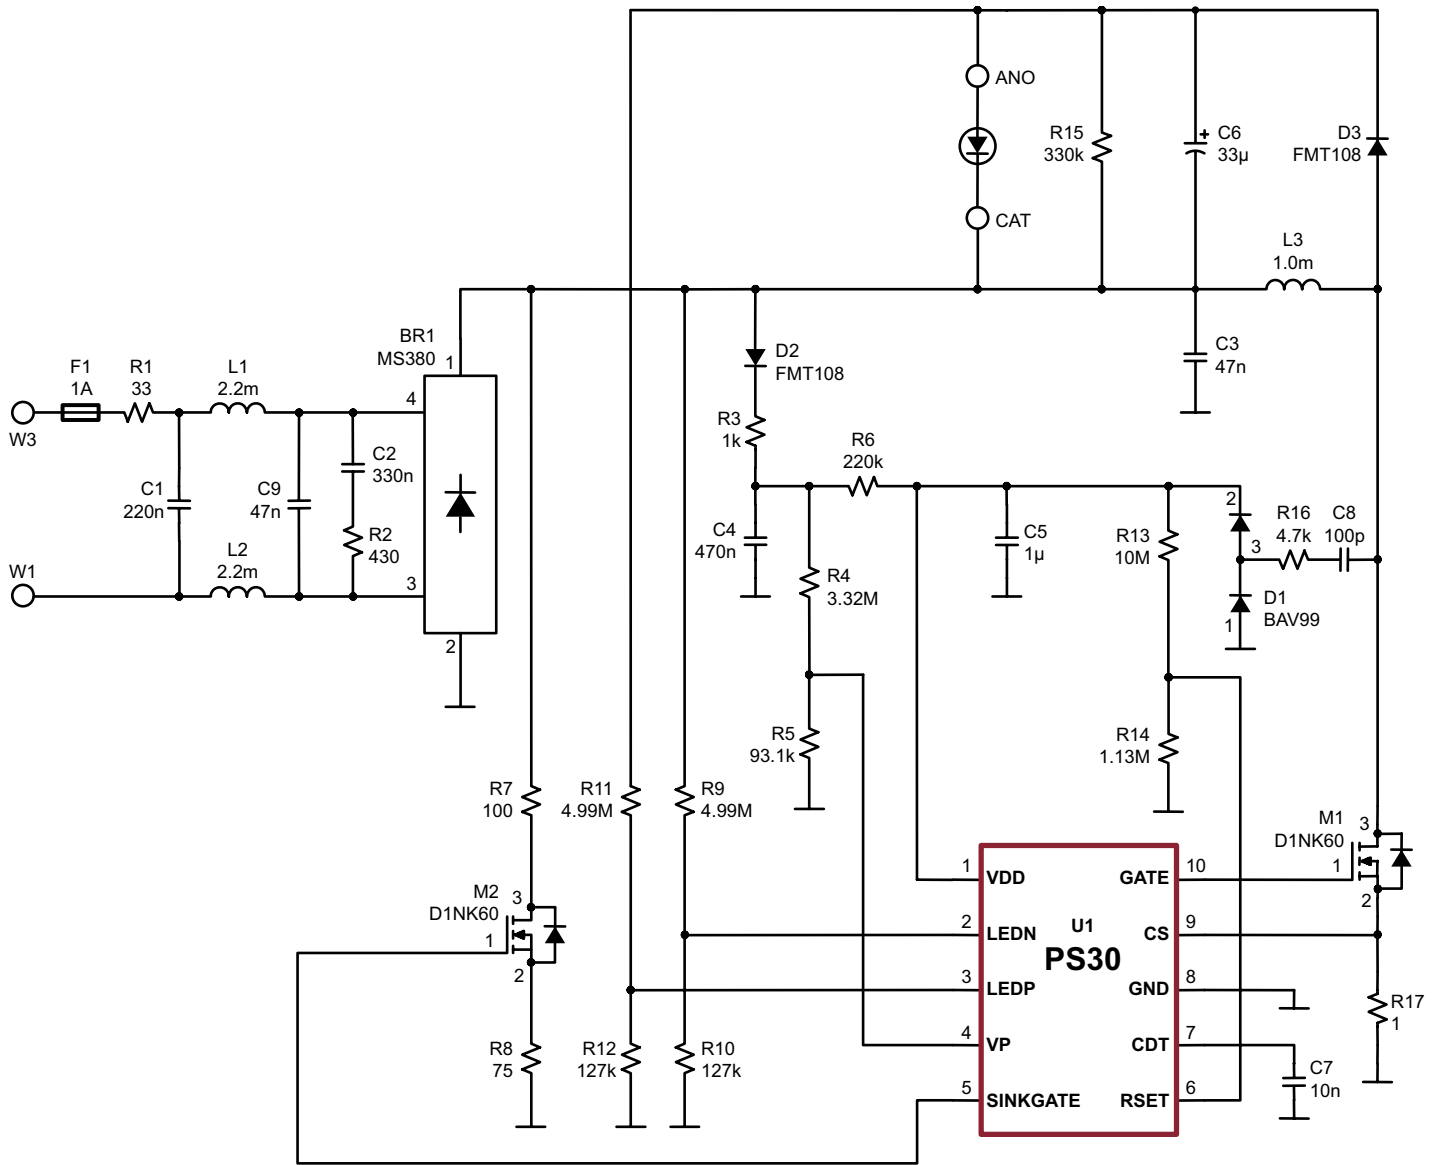 ANO
R15
330k
+
C6
33µ
D3
FMT108
CAT
L3
1.0m
BR1
MS380
1
D2
FMT108
C3
47n
F1
1A
R1
33
L1
2.2m
4
W3
R3
1k
R6
220k
C2
330n
C1
220n
C9
47n
R2
430
L2
2.2m
3
W1
2
C4
470n
R4
3.32M
C5
1µ
R13
10M
2
3
1
R16
4.7k
C8
100p
D1
BAV99
R5
93.1k
R14
1.13M
R7
100
R11
4.99M
R9
4.99M
M1
D1NK60
3
1
2
M2
D1NK60
3
1
2
1
VDD
GATE
10
2
LEDN
U1
CS
9
PS30
3
LEDP
GND
8
4
VP
CDT
7
5
SINKGATE
RSET
6
R17
1
R8
75
R12
127k
R10
127k
C7
10n